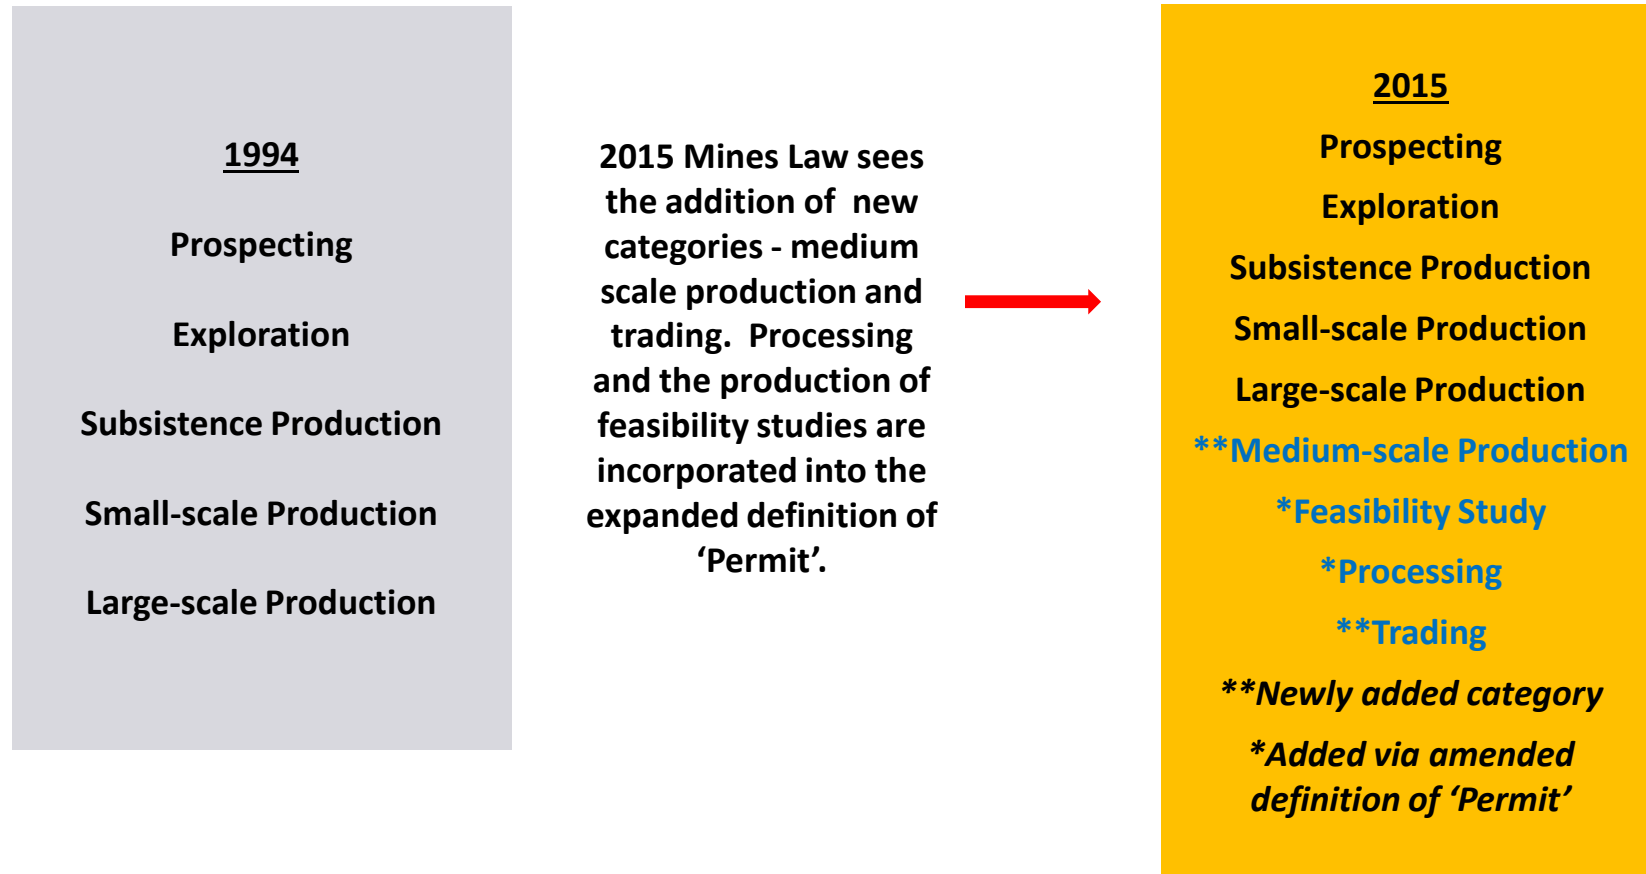 1994
Prospecting
Exploration
Subsistence Production
Small-scale Production
Large-scale Production
2015 Mines Law sees
the addition of  new
categories - medium
scale production and
trading.  Processing
and the production of
feasibility studies are
incorporated into the
expanded definition of
‘Permit’.
2015
Prospecting
Exploration
Subsistence Production
Small-scale Production
Large-scale Production
**Medium-scale Production
*Feasibility Study
*Processing
**Trading
**Newly added category
*Added via amended
definition of ‘Permit’